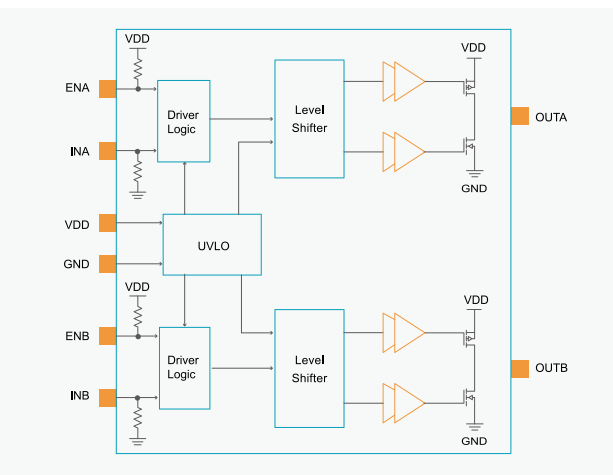 VDD
VDD
ENA
Driver
Logic
Level
Shifter
OUTA
INA
GND
VDD
UVLO
GND
VDD
VDD
ENB
Driver
Logic
Level
Shifter
OUTB
INB
GND